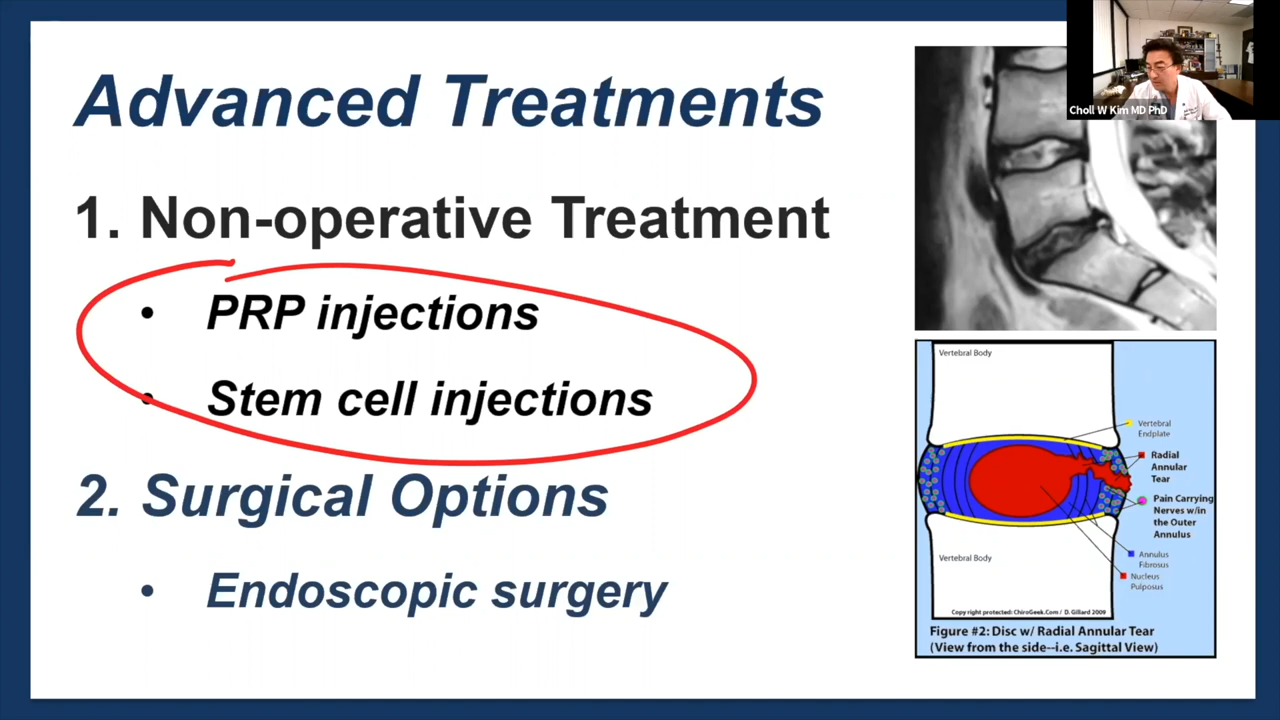 Advanced Treatments
Choll W Kim MD PhD
1. Non-operative Treatment
• PRP injections
• Stem cell injections
2. Surgical Options
• Endoscopic surgery
Vertebral Body
Vertebral
Endplate
Radial
Annular
Tear
Pain Carrying
Nerves w/in
the Outer
Annulus
Annulus
Fibrosus
Nucleus
Pulposus
Vertebral Body
Copy right protected: ChiroGeek.Com / D. Gillard 2009
Figure #2: Disc w/ Radial Annular Tear
(View from the side--i.e. Sagittal View)